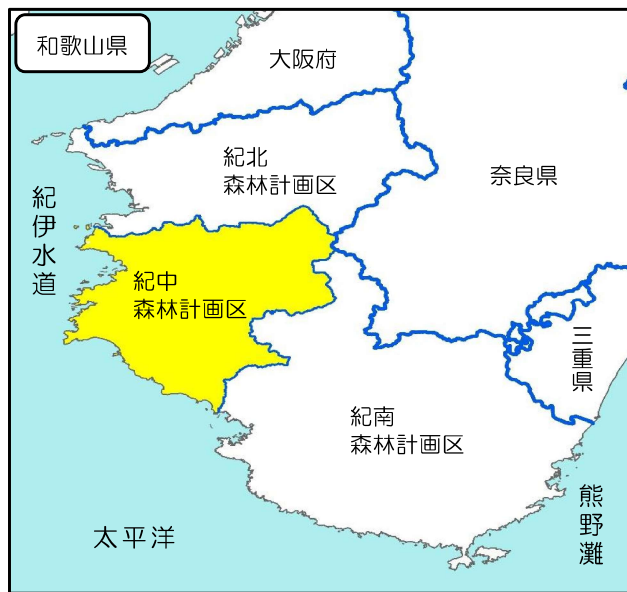 和歌山県
大阪府
紀北
森林計画区
奈良県
紀伊水道
紀中
森林計画区
三重県
紀南
森林計画区
熊野灘
太平洋